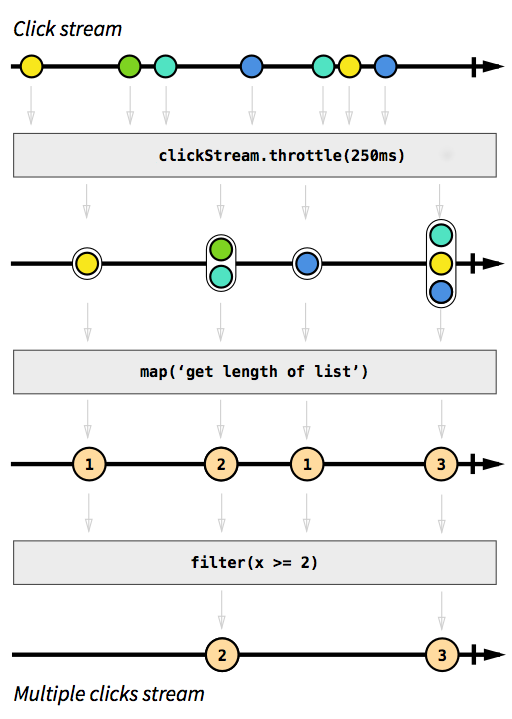 Click stream
clickStream.throttle(250ms)
map(‘get length of list’)
1 2 1 3
filter(x >= 2)
2 3
Multiple clicks stream